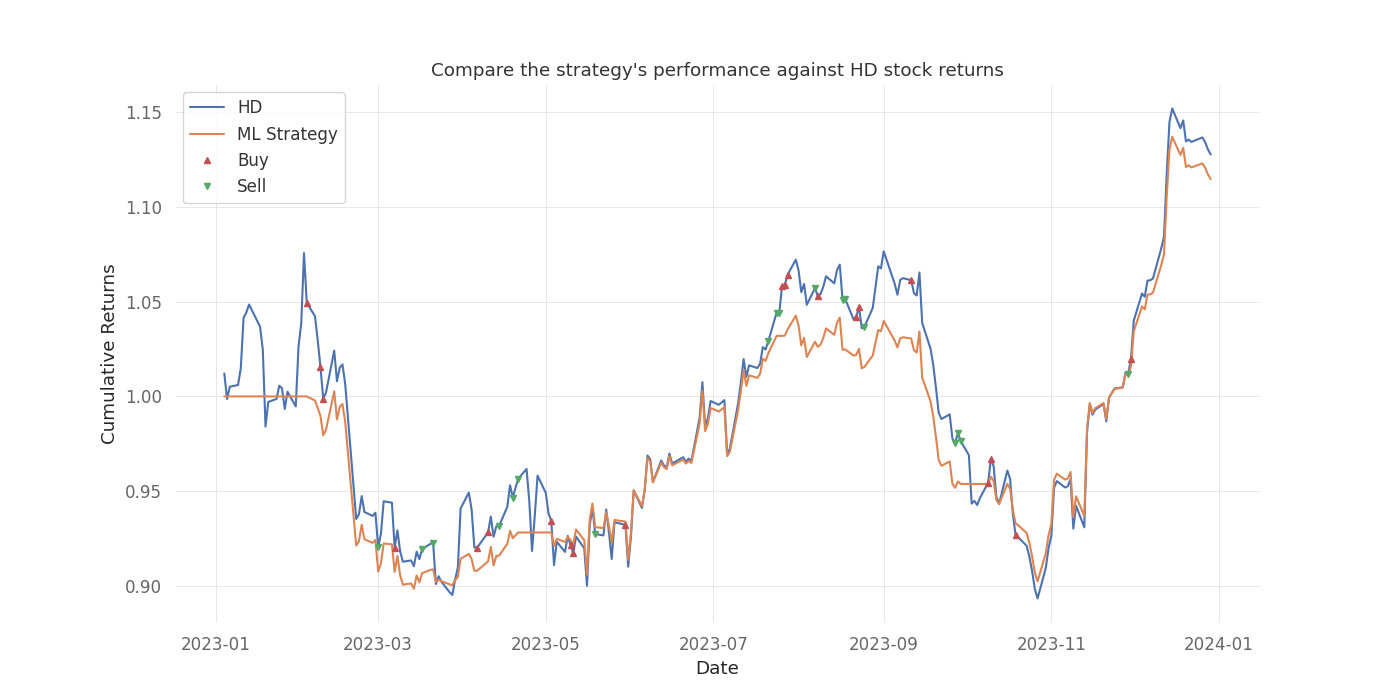 Compare the strategy's performance against HD stock returns
HD
ML Strategy
Buy
Sell
Cumulative Returns
1.15
1.10
1.05
1.00
0.95
0.90
2023-01
2023-03
2023-05
2023-07
2023-09
2023-11
2024-01
Date